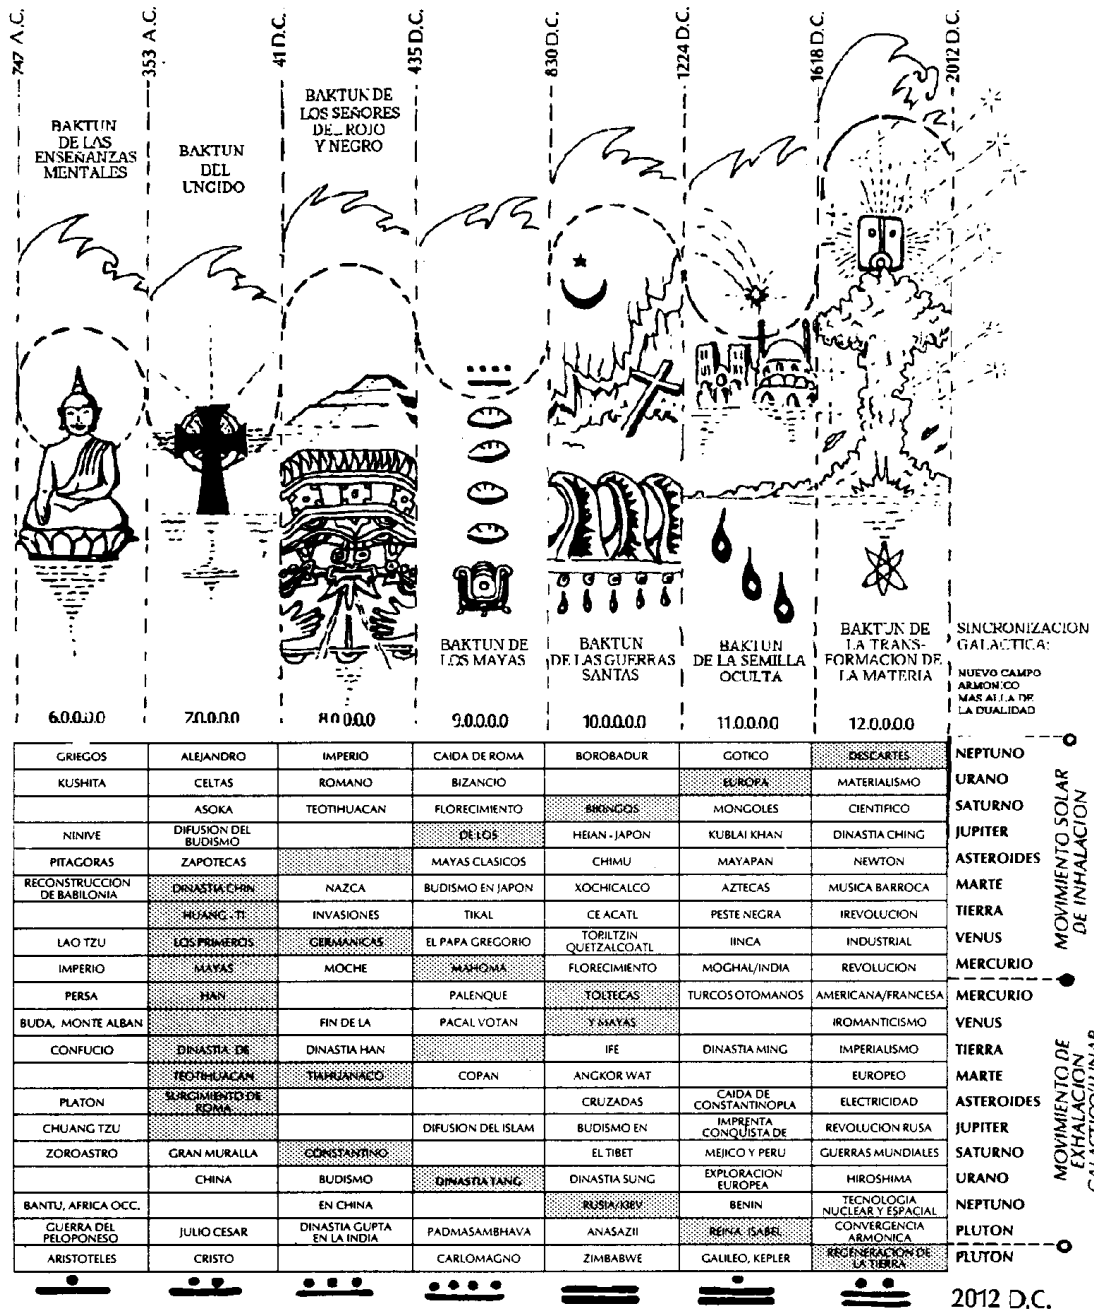 747 A.C.
353 A.C.
41 D.C.
435 D.C.
830 D.C.
1224 D.C.
1618 D.C.
2012 D.C.
BAKTUN
DE LAS
ENSEÑANZAS
MENTALES
BAKTUN
DEL
UNGIDO
BAKTUN DE
LOS SEÑORES
DEL ROJO
Y NEGRO
BAKTUN DE
LOS MAYAS
BAKTUN
DE LAS GUERRAS
SANTAS
BAKTUN
DE LA SEMILLA
OCULTA
BAKTUN DE
LA TRANS-
FORMACION DE
LA MATERIA
SINCRONIZACION
GALACTICA:
NUEVO CAMPO
ARMONICO
MAS ALLA DE
LA DUALIDAD
6.0.0.0.0 7.0.0.0.0 8.0.0.0.0 9.0.0.0.0 10.0.0.0.0 11.0.0.0.0 12.0.0.0.0
GRIEGOS ALEJANDRO IMPERIO CAIDA DE ROMA BOROBADUR GOTICO DESCARTES NEPTUNO
KUSHITA CELTAS ROMANO BIZANCIO EUROPA MATERIALISMO URANO
ASOKA TEOTIHUACAN FLORECIMIENTO BIKINGOS MONGOLES CIENTIFICO SATURNO
NINIVE DIFUSION DEL BUDISMO DE LOS HEIAN - JAPON KUBLAI KHAN DINASTIA CHING JUPITER
PITAGORAS ZAPOTECAS MAYAS CLASICOS CHIMU MAYAPAN NEWTON ASTEROIDES
RECONSTRUCCION DE BABILONIA DINASTIA CHIN NAZCA BUDISMO EN JAPON XOCHICALCO AZTECAS MUSICA BARROCA MARTE
HUANG - TI INVASIONES TIKAL CE ACATL PESTE NEGRA IREVOLUCION TIERRA
LAO TZU LOS PRIMEROS GERMANICAS EL PAPA GREGORIO TOPILTZIN QUETZALCOATL IINCA INDUSTRIAL VENUS
IMPERIO MAYAS MOCHE MAHOMA FLORECIMIENTO MOGHAL/INDIA REVOLUCION MERCURIO
PERSA HAN PALENQUE TOLTECAS TURCOS OTOMANOS AMERICANA/FRANCESA MERCURIO
BUDA, MONTE ALBAN FIN DE LA PACAL VOTAN Y MAYAS IROMANTICISMO VENUS
CONFUCIO DINASTIA DE DINASTIA HAN IFE DINASTIA MING IMPERIALISMO TIERRA
TEOTIHUACAN TIAHUANACO COPAN ANGKOR WAT EUROPEO MARTE
PLATON SURGIMIENTO DE ROMA CRUZADAS CAIDA DE CONSTANTINOPLA ELECTRICIDAD ASTEROIDES
CHUANG TZU DIFUSION DEL ISLAM BUDISMO EN IMPRENTA CONQUISTA DE REVOLUCION RUSA JUPITER
ZOROASTRO GRAN MURALLA CONSTANTINO EL TIBET MEJICO Y PERU GUERRAS MUNDIALES SATURNO
CHINA BUDISMO DINASTIA TANG DINASTIA SUNG EXPLORACION EUROPEA HIROSHIMA URANO
BANTU, AFRICA OCC. EN CHINA RUSIA/KIEV BENIN TECNOLOGIA NUCLEAR Y ESPACIAL NEPTUNO
GUERRA DEL PELOPONESO JULIO CESAR DINASTIA GUPTA EN LA INDIA PADMASAMBHAVA ANASAZII REINA ISABEL CONVERGENCIA ARMONICA PLUTON
ARISTOTELES CRISTO CARLOMAGNO ZIMBABWE GALILEO, KEPLER REGENERACION DE LA TIERRA PLUTON
MOVIMIENTO SOLAR
DE INHALACION
MOVIMIENTO DE
EXHALACION
2012 D.C.